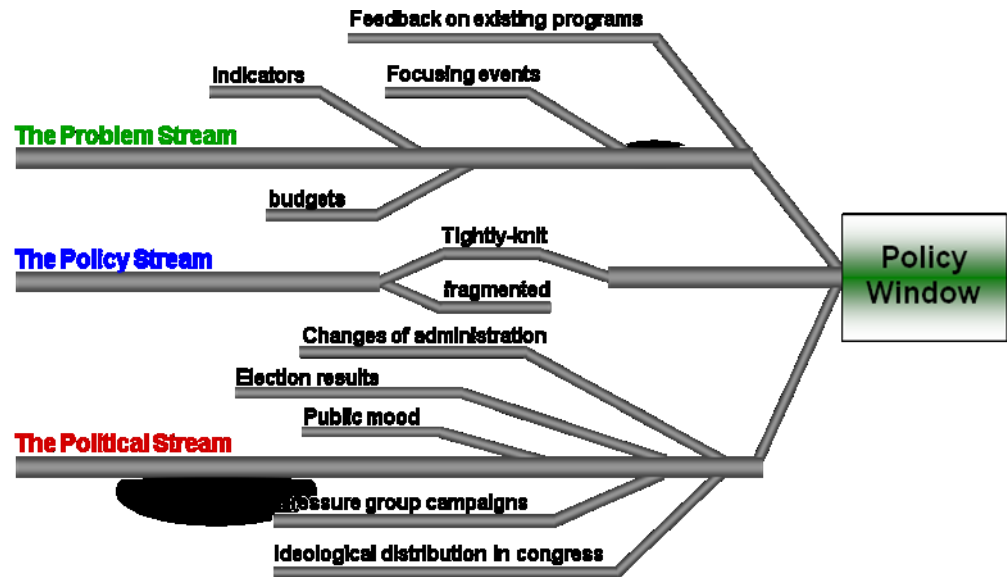 Feedback on existing programs
Indicators
Focusing events
The Problem Stream
budgets
Tightly-knit
The Policy Stream
fragmented
Policy
Window
Changes of administration
Election results
Public mood
The Political Stream
group campaigns
Ideological distribution in congress